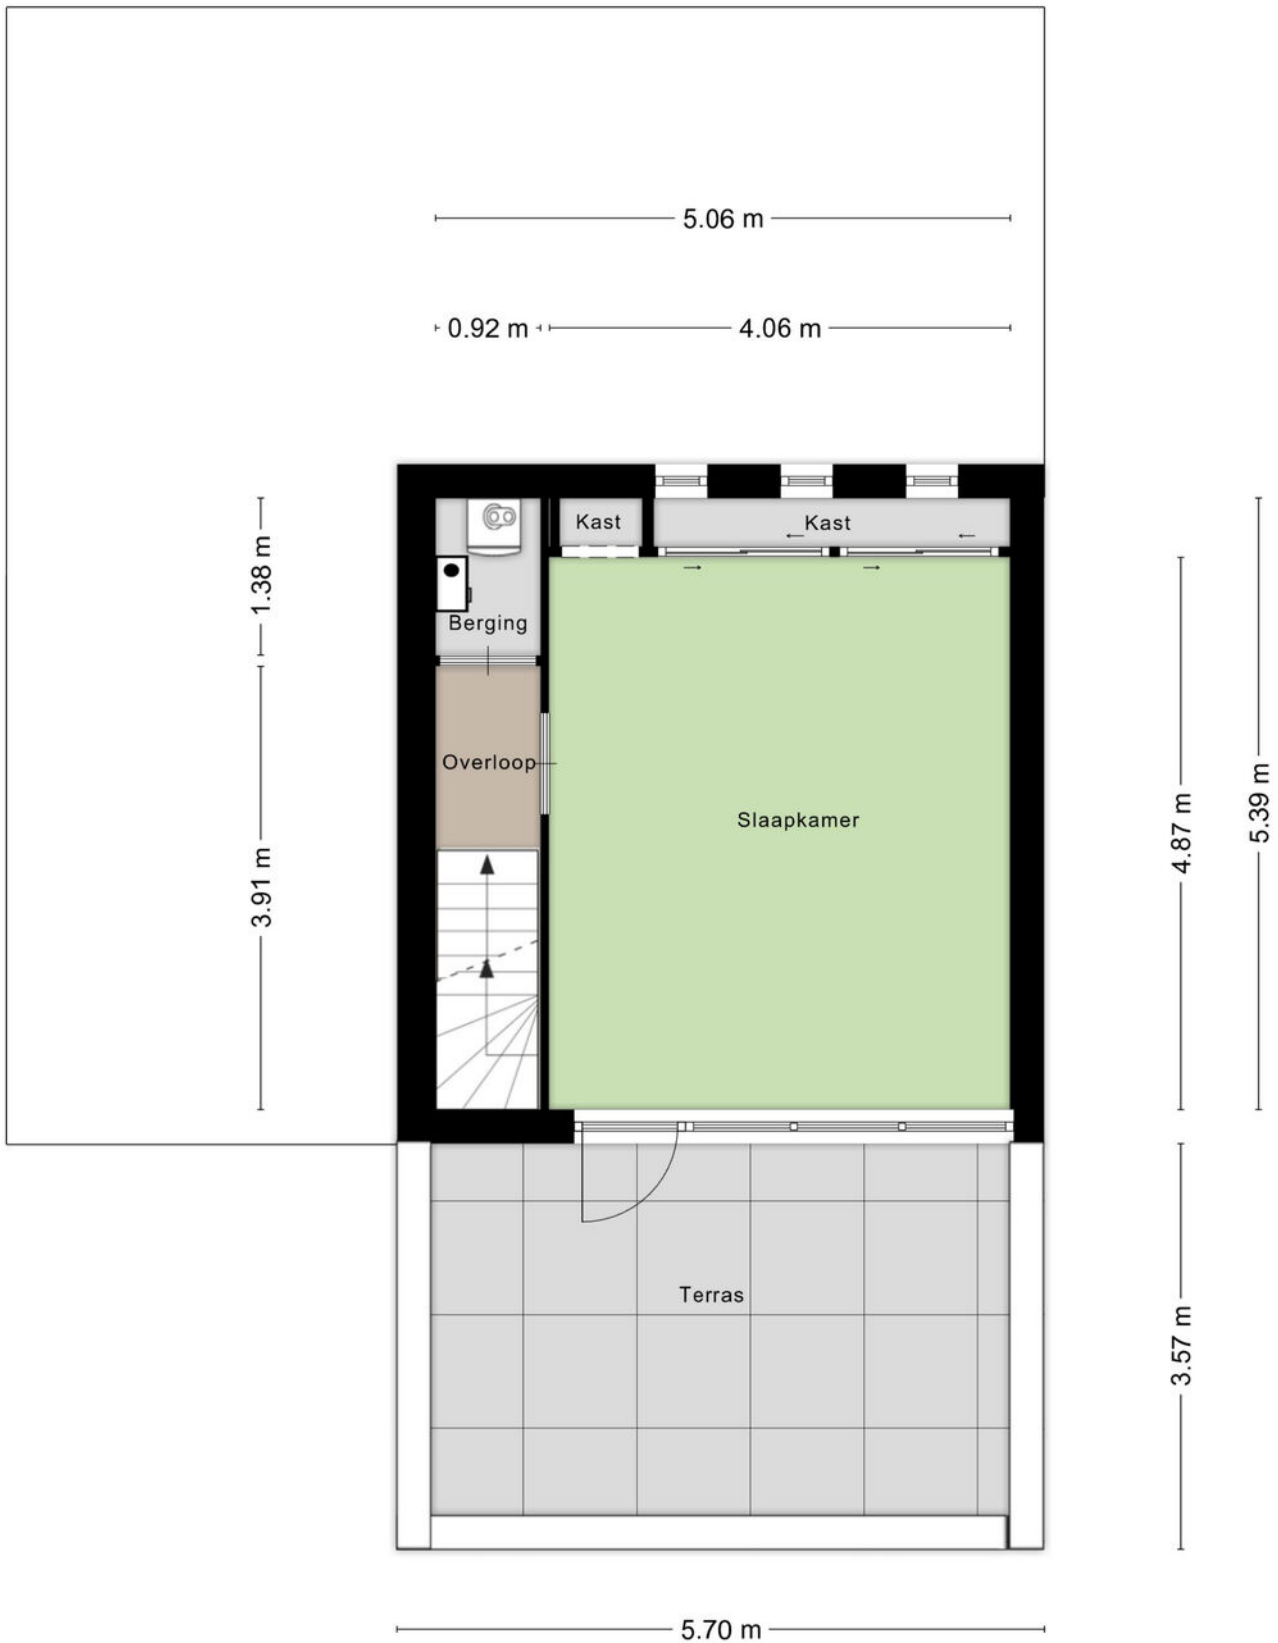 5.06 m
0.92 m
4.06 m
Kast
Kast
1.38 m
Berging
Overloop
Slaapkamer
4.87 m
5.39 m
3.91 m
Terras
3.57 m
5.70 m